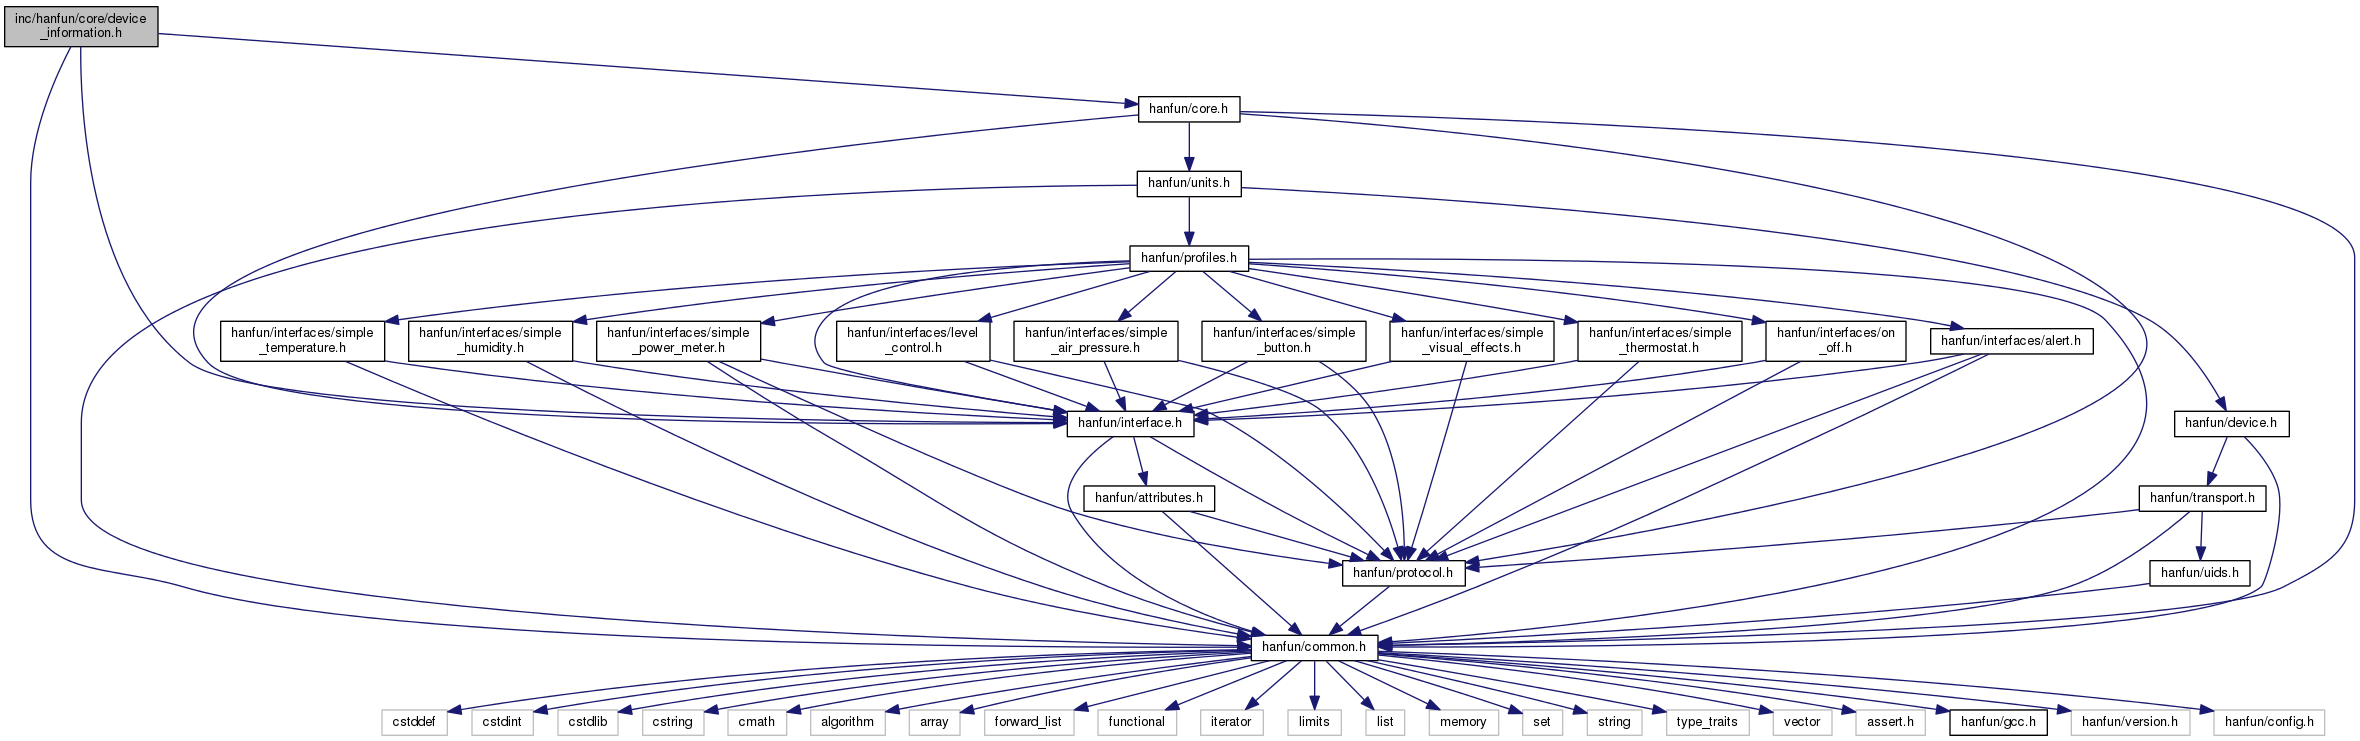 inc/hanfun/core/device
_information.h
hanfun/core.h
hanfun/units.h
hanfun/profiles.h
hanfun/interfaces/simple
_temperature.h
hanfun/interfaces/simple
_humidity.h
hanfun/interfaces/simple
_power_meter.h
hanfun/interfaces/level
_control.h
hanfun/interfaces/simple
_air_pressure.h
hanfun/interfaces/simple
_button.h
hanfun/interfaces/simple
_visual_effects.h
hanfun/interfaces/simple
_thermostat.h
hanfun/interfaces/on
_off.h
hanfun/interfaces/alert.h
hanfun/interface.h
hanfun/device.h
hanfun/attributes.h
hanfun/transport.h
hanfun/protocol.h
hanfun/uids.h
hanfun/common.h
cstddef
cstdint
cstdlib
cstring
cmath
algorithm
array
forward_list
functional
iterator
limits
list
memory
set
string
type_traits
vector
assert.h
hanfun/gcc.h
hanfun/version.h
hanfun/config.h